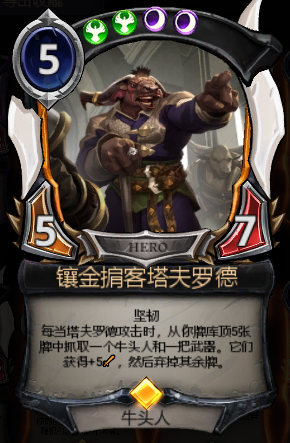 5
5
7
HERO
镶金掮客塔夫罗德
坚韧
每当塔夫罗德攻击时，从你牌库顶5张
牌中抓取一个牛头人和一把武器。它们
获得+5，然后弃掉其余牌。
牛头人